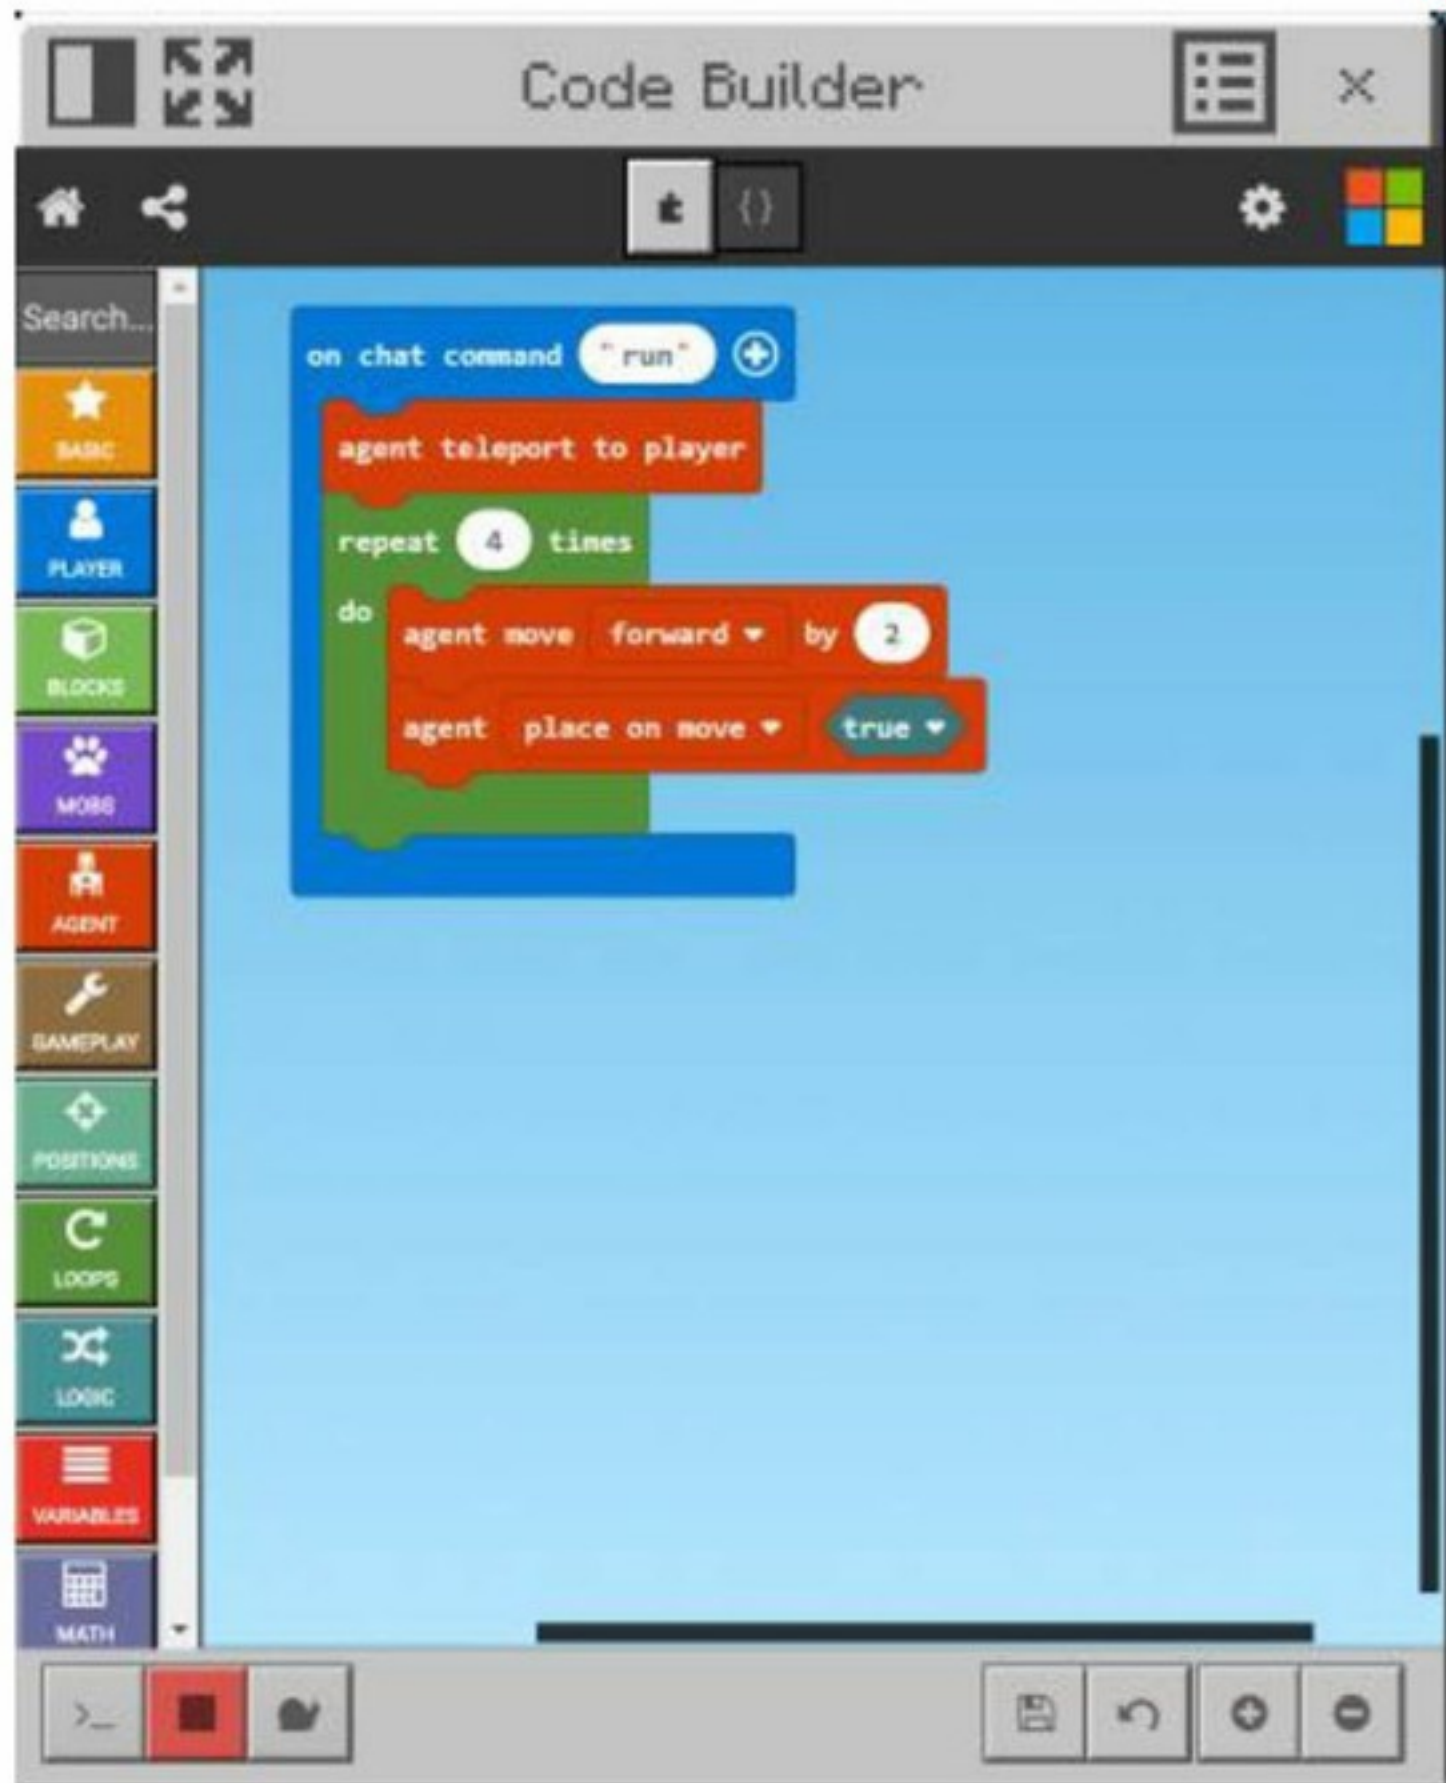 Code Builder
{}
Search...
BASIC
PLAYER
BLOCKS
MOBS
AGENT
GAMEPLAY
POSITIONS
LOOPS
LOGIC
VARIABLES
MATH
on chat command "run"
agent teleport to player
repeat 4 times
do
agent move forward by 2
agent place on move true
>_